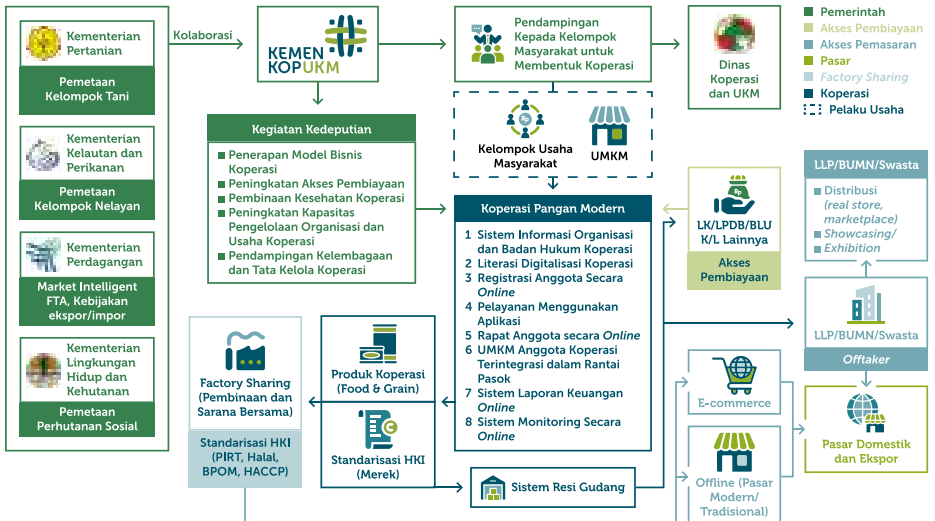 Kementerian
Pertanian
Pemetaan
Kelompok Tani
Kementerian
Kelautan dan
Perikanan
Pemetaan
Kelompok Nelayan
Kementerian
Perdagangan
Market Intelligent
FTA, Kebijakan
ekspor/impor
Kementerian
Lingkungan
Hidup dan
Kehutanan
Pemetaan
Perhutanan Sosial
Kolaborasi
KEMEN
KOPUKM
Pendampingan
Kepada Kelompok
Masyarakat untuk
Membentuk Koperasi
Dinas
Koperasi
dan UKM
Pemerintah
Akses Pembiayaan
Akses Pemasaran
Pasar
Factory Sharing
Koperasi
Pelaku Usaha
Kegiatan Kedeputian
Penerapan Model Bisnis
Koperasi
Peningkatan Akses Pembiayaan
Pembinaan Kesehatan Koperasi
Peningkatan Kapasitas
Pengelolaan Organisasi dan
Usaha Koperasi
Pendampingan Kelembagaan
dan Tata Kelola Koperasi
Rp
Kelompok Usaha
Masyarakat
UMKM
Koperasi Pangan Modern
1 Sistem Informasi Organisasi
dan Badan Hukum Koperasi
2 Literasi Digitalisasi Koperasi
3 Registrasi Anggota Secara
Online
4 Pelayanan Menggunakan
Aplikasi
5 Rapat Anggota secara Online
6 UMKM Anggota Koperasi
Terintegrasi dalam Rantai
Pasok
7 Sistem Laporan Keuangan
Online
8 Sistem Monitoring Secara
Online
Rp
LK/LPDB/BLU
K/L Lainnya
Akses
Pembiayaan
LLP/BUMN/Swasta
Distribusi
(real store,
marketplace)
Showcasing/
Exhibition
LLP/BUMN/Swasta
Offtaker
Factory Sharing
(Pembinaan dan
Sarana Bersama)
Standarisasi HKI
(PIRT, Halal,
BPOM, HACCP)
Produk Koperasi
(Food & Grain)
Standarisasi HKI
(Merek)
Sistem Resi Gudang
E-commerce
Offline (Pasar
Modern/
Tradisional)
Pasar Domestik
dan Ekspor